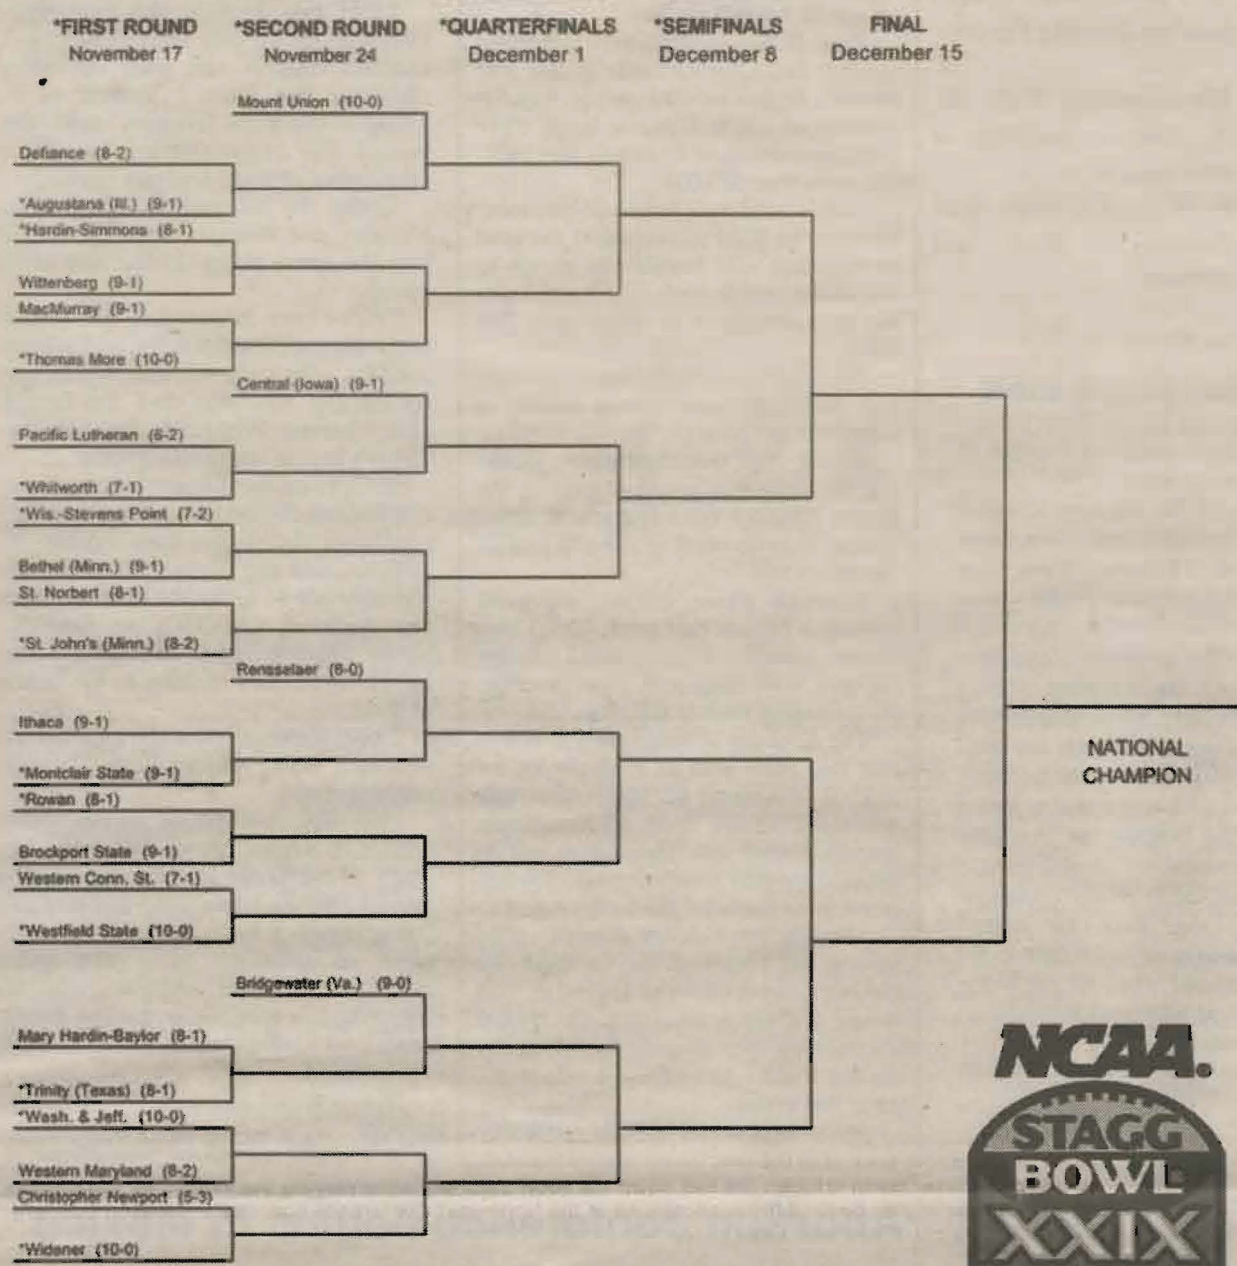 *FIRST ROUND
November 17
*SECOND ROUND
November 24
*QUARTERFINALS
December 1
*SEMIFINALS
December 8
FINAL
December 15
Mount Union (10-0)
Defiance (8-2)
*Augustana (Ill.) (9-1)
*Hardin-Simmons (8-1)
Wittenberg (9-1)
MacMurray (9-1)
*Thomas More (10-0)
Central (Iowa) (9-1)
Pacific Lutheran (6-2)
*Whitworth (7-1)
*Wis.-Stevens Point (7-2)
Bethel (Minn.) (9-1)
St. Norbert (8-1)
*St. John's (Minn.) (8-2)
Rensselaer (8-0)
Ithaca (9-1)
*Montclair State (9-1)
*Rowan (8-1)
Brockport State (9-1)
Western Conn. St. (7-1)
*Westfield State (10-0)
Bridgewater (Va.) (9-0)
Mary Hardin-Baylor (8-1)
*Trinity (Texas) (8-1)
*Wash. & Jeff. (10-0)
Western Maryland (8-2)
Christopher Newport (5-3)
*Widener (10-0)
NATIONAL
CHAMPION
NCAA.
STAGG
BOWL
XXIX